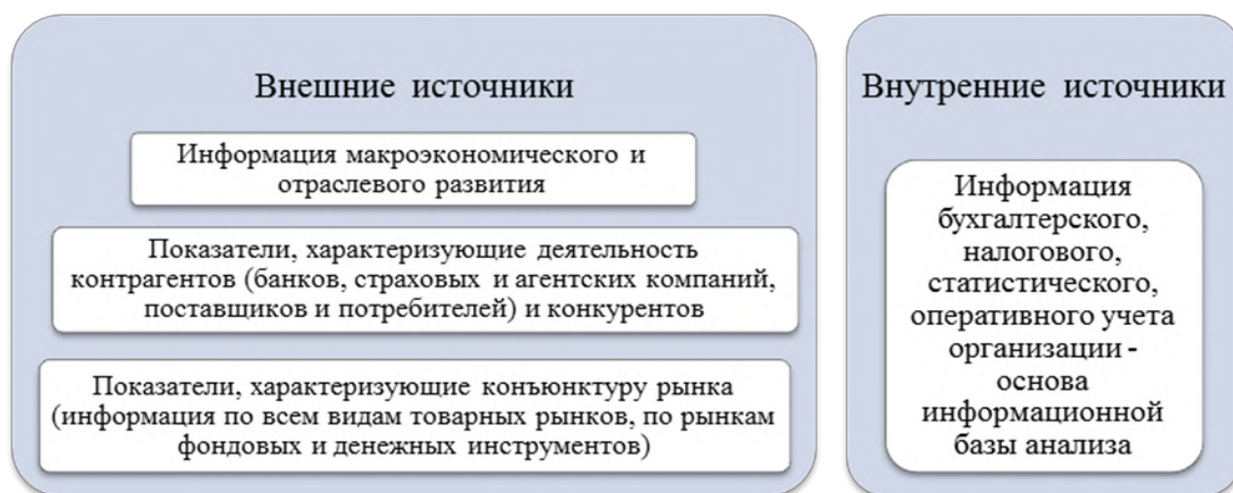 Внешние источники
Информация макроэкономического и
отраслевого развития
Показатели, характеризующие деятельность
контрагентов (банков, страховых и агентских компаний,
поставщиков и потребителей) и конкурентов
Показатели, характеризующие конъюнктуру рынка
(информация по всем видам товарных рынков, по рынкам
фондовых и денежных инструментов)
Внутренние источники
Информация
бухгалтерского,
налогового,
статистического,
оперативного учета
организации -
основа
информационной
базы анализа